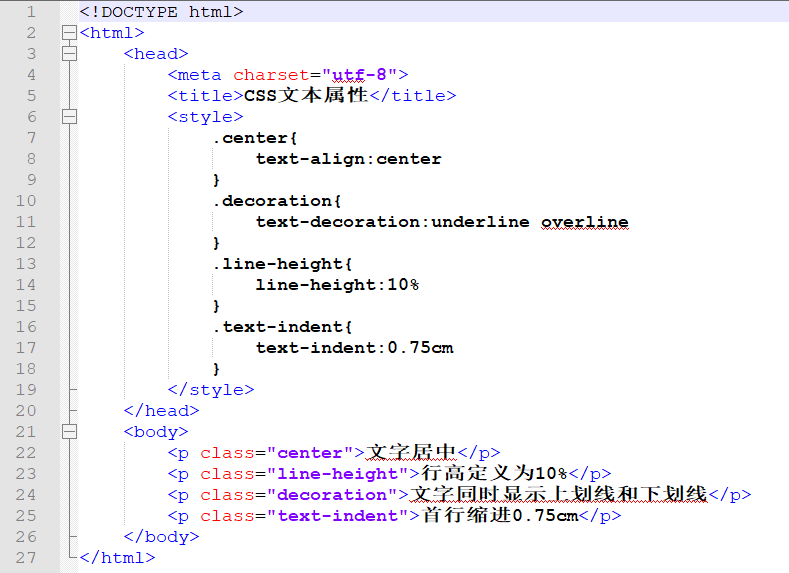 1 <!DOCTYPE html>
2 <html>
3 <head>
4 <meta charset="utf-8">
5 <title>CSS文本属性</title>
6 <style>
7 .center{
8 text-align:center
9 }
10 .decoration{
11 text-decoration:underline overline
12 }
13 .line-height{
14 line-height:10%
15 }
16 .text-indent{
17 text-indent:0.75cm
18 }
19 </style>
20 </head>
21 <body>
22 <p class="center">文字居中</p>
23 <p class="line-height">行高定义为10%</p>
24 <p class="decoration">文字同时显示上划线和下划线</p>
25 <p class="text-indent">首行缩进0.75cm</p>
26 </body>
27 </html>